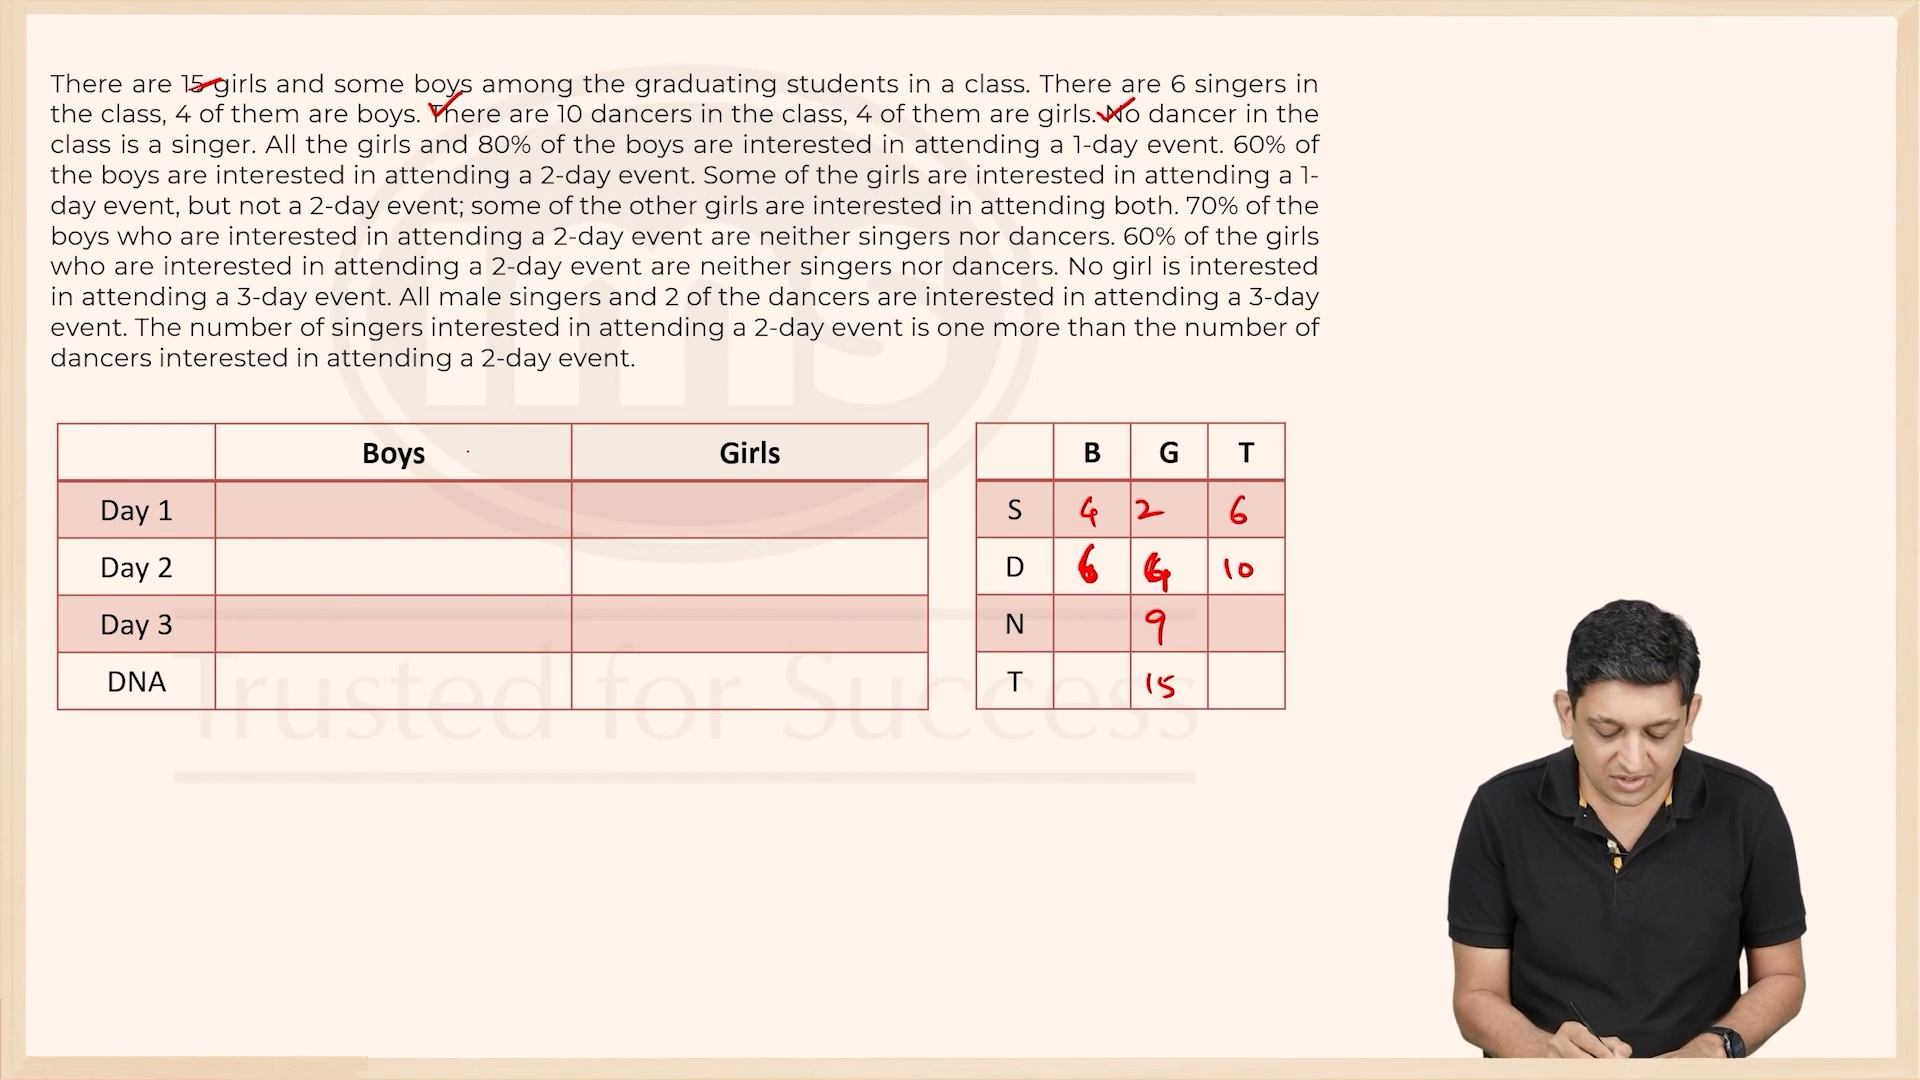 There are 15 girls and some boys among the graduating students in a class. There are 6 singers in
the class, 4 of them are boys. There are 10 dancers in the class, 4 of them are girls. No dancer in the
class is a singer. All the girls and 80% of the boys are interested in attending a 1-day event. 60% of
the boys are interested in attending a 2-day event. Some of the girls are interested in attending a 1-
day event, but not a 2-day event; some of the other girls are interested in attending both. 70% of the
boys who are interested in attending a 2-day event are neither singers nor dancers. 60% of the girls
who are interested in attending a 2-day event are neither singers nor dancers. No girl is interested
in attending a 3-day event. All male singers and 2 of the dancers are interested in attending a 3-day
event. The number of singers interested in attending a 2-day event is one more than the number of
dancers interested in attending a 2-day event.
ims
Boys Girls
Day 1
Day 2
Day 3
DNA
B G T
S 4 2 6
D 6 4 10
N 9
T 15
Trusted for Success